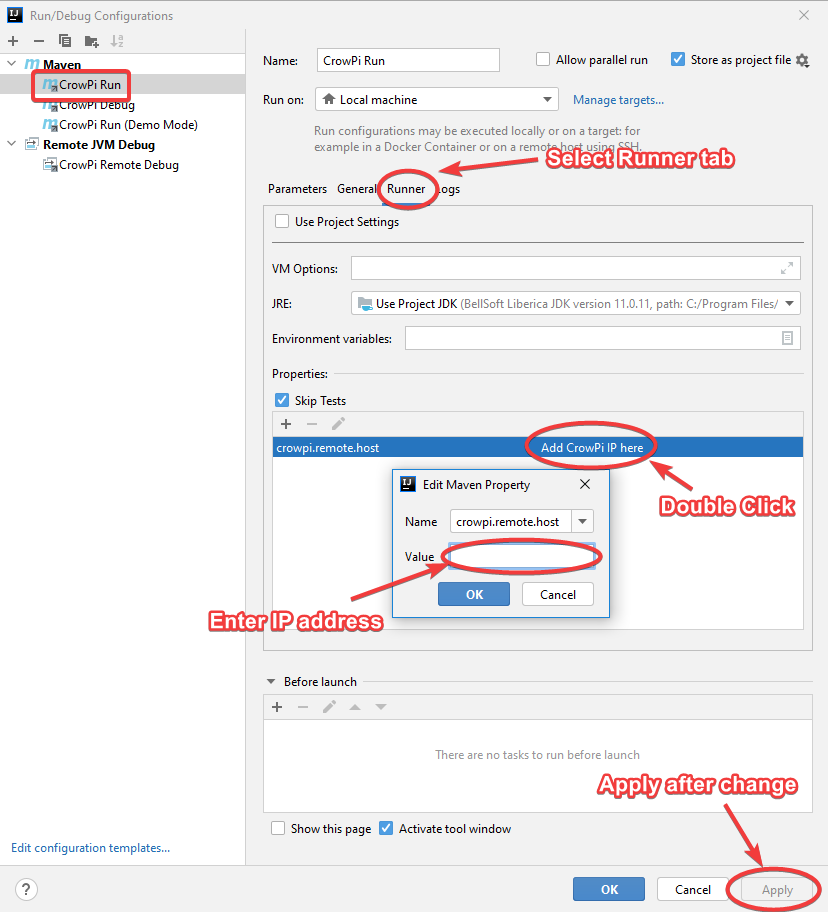 Run/Debug Configurations
Maven
CrowPi Run
CrowPi Debug
CrowPi Run (Demo Mode)
Remote JVM Debug
CrowPi Remote Debug
Edit configuration templates...
Name: CrowPi Run Allow parallel run Store as project file
Run on: Local machine Manage targets...
Run configurations may be executed locally or on a target: for
example in a Docker Container or on a remote host using SSH.
Select Runner tab
Parameters General Runner Logs
Use Project Settings
VM Options:
JRE: Use Project JDK (BellSoft Liberica JDK version 11.0.11, path: C:/Program Files/
Environment variables:
Properties:
Skip Tests
crowpi.remote.host Add CrowPi IP here
Double Click
Edit Maven Property
Name crowpi.remote.host
Value
OK Cancel
Enter IP address
Before launch
There are no tasks to run before launch
Apply after change
Show this page Activate tool window
? OK Cancel Apply